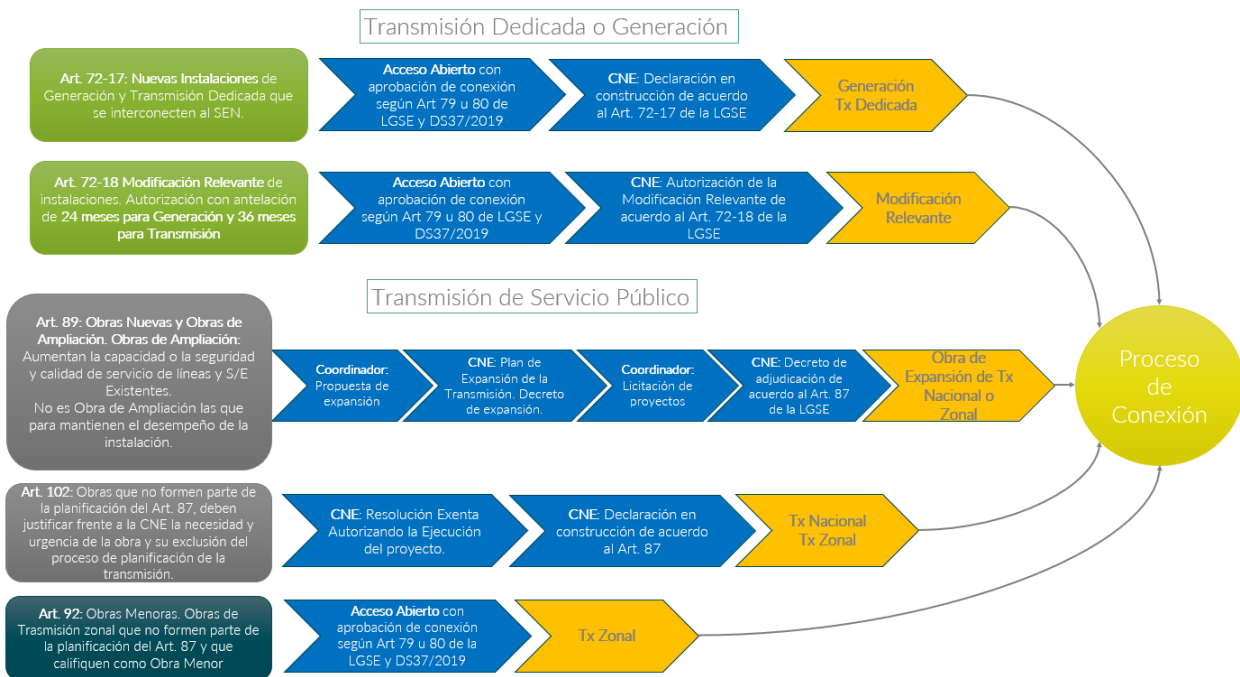 Transmisión Dedicada o Generación
Art. 72-17: Nuevas Instalaciones de
Generación y Transmisión Dedicada que
se interconecten al SEN.
Acceso Abierto con
aprobación de conexión
según Art 79 u 80 de
LGSE y DS37/2019
CNE: Declaración en
construcción de acuerdo
al Art. 72-17 de la LGSE
Generación
Tx Dedicada
Art. 72-18 Modificación Relevante de
instalaciones. Autorización con antelación
de 24 meses para Generación y 36 meses
para Transmisión
Acceso Abierto con
aprobación de conexión
según Art 79 u 80 de LGSE y
DS37/2019
CNE: Autorización de la
Modificación Relevante de
acuerdo al Art. 72-18 de la
LGSE
Modificación
Relevante
Transmisión de Servicio Público
Art. 89: Obras Nuevas y Obras de
Ampliación. Obras de Ampliación:
Aumentan la capacidad o la seguridad
y calidad de servicio de líneas y S/E
Existentes.
No es Obra de Ampliación las que
para mantienen el desempeño de la
instalación.
Coordinador:
Propuesta de
expansión
CNE: Plan de
Expansión de la
Transmisión. Decreto
de expansión.
Coordinador:
Licitación de
proyectos
CNE: Decreto de
adjudicación de
acuerdo al Art. 87
de la LGSE
Obra de
Expansión de Tx
Nacional o
Zonal
Proceso
de
Conexión
Art. 102: Obras que no formen parte de
la planificación del Art. 87, deben
justificar frente a la CNE la necesidad y
urgencia de la obra y su exclusión del
proceso de planificación de la
transmisión.
CNE: Resolución Exenta
Autorizando la Ejecución
del proyecto.
CNE: Declaración en
construcción de acuerdo
al Art. 87
Tx Nacional
Tx Zonal
Art. 92: Obras Menores. Obras de
Trasmisión zonal que no formen parte de
la planificación del Art. 87 y que
califiquen como Obra Menor
Acceso Abierto con
aprobación de conexión
según Art 79 u 80 de la
LGSE y DS37/2019
Tx Zonal